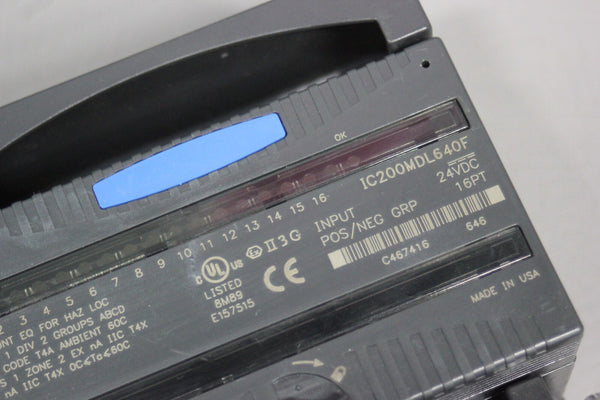 OK
IC200MDL640F
2 3 4 5 6 7 8 9 10 11 12 13 14 15 16
INPUT 24VDC
POS/NEG GRP 16PT
C467416 646
C UL US
Ex II 3 G
CE
LISTED
8M89
E157515
MADE IN USA
EQ FOR HAZ LOC
1 DIV 2 GROUPS ABCD
CODE T4A AMBIENT 60C
1 ZONE 2 EX nA IIC T4X
nA IIC T4X 0C≤To≤60C